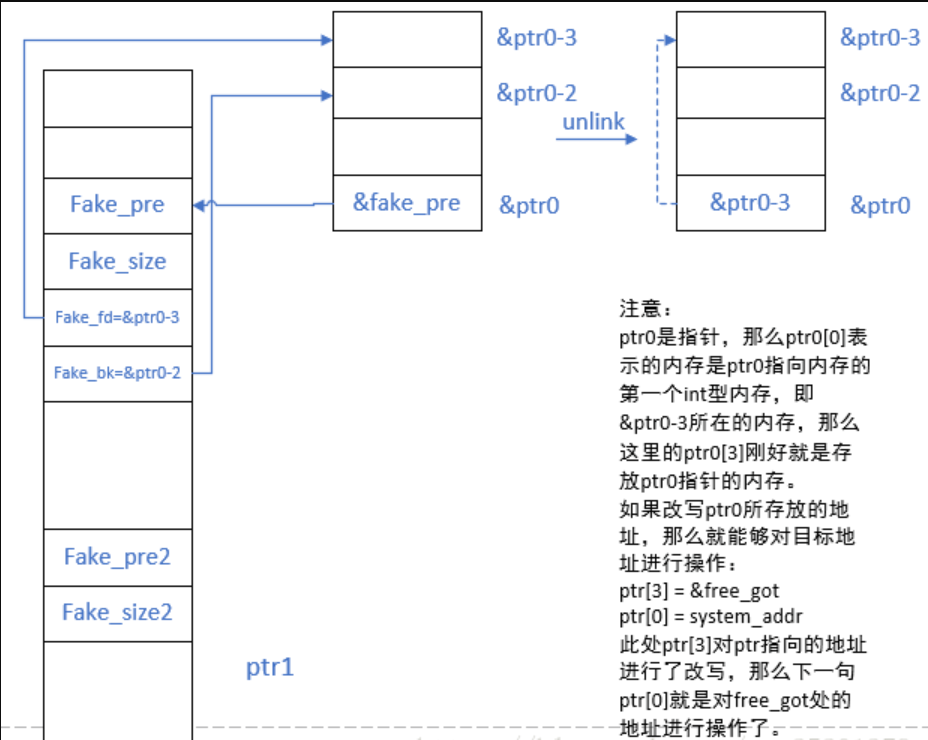 &ptr0-3
&ptr0-3
&ptr0-2
&ptr0-2
unlink
Fake_pre
&fake_pre
&ptr0
&ptr0-3
&ptr0
Fake_size
Fake_fd=&ptr0-3
Fake_bk=&ptr0-2
Fake_pre2
Fake_size2
ptr1
注意：
ptr0是指针，那么ptr0[0]表
示的内存是ptr0指向内存的
第一个int型内存，即
&ptr0-3所在的内存，那么
这里的ptr0[3]刚好就是存
放ptr0指针的内存。
如果改写ptr0所存放的地
址，那么就能够对目标地
址进行操作：
ptr[3] = &free_got
ptr[0] = system_addr
此处ptr[3]对ptr指向的地址
进行了改写，那么下一句
ptr[0]就是对free_got处的
地址进行操作了。